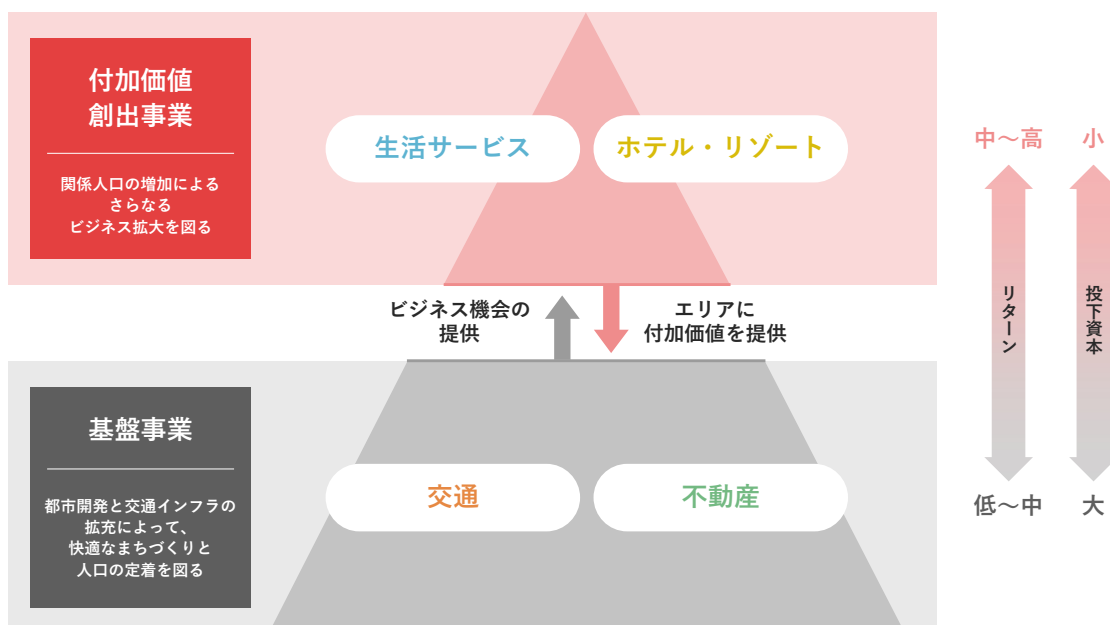 付加価値
創出事業
関係人口の増加による
さらなる
ビジネス拡大を図る
生活サービス
ホテル・リゾート
中〜高
小
ビジネス機会の
提供
エリアに
付加価値を提供
リターン
投下資本
基盤事業
都市開発と交通インフラの
拡充によって、
快適なまちづくりと
人口の定着を図る
交通
不動産
低〜中
大